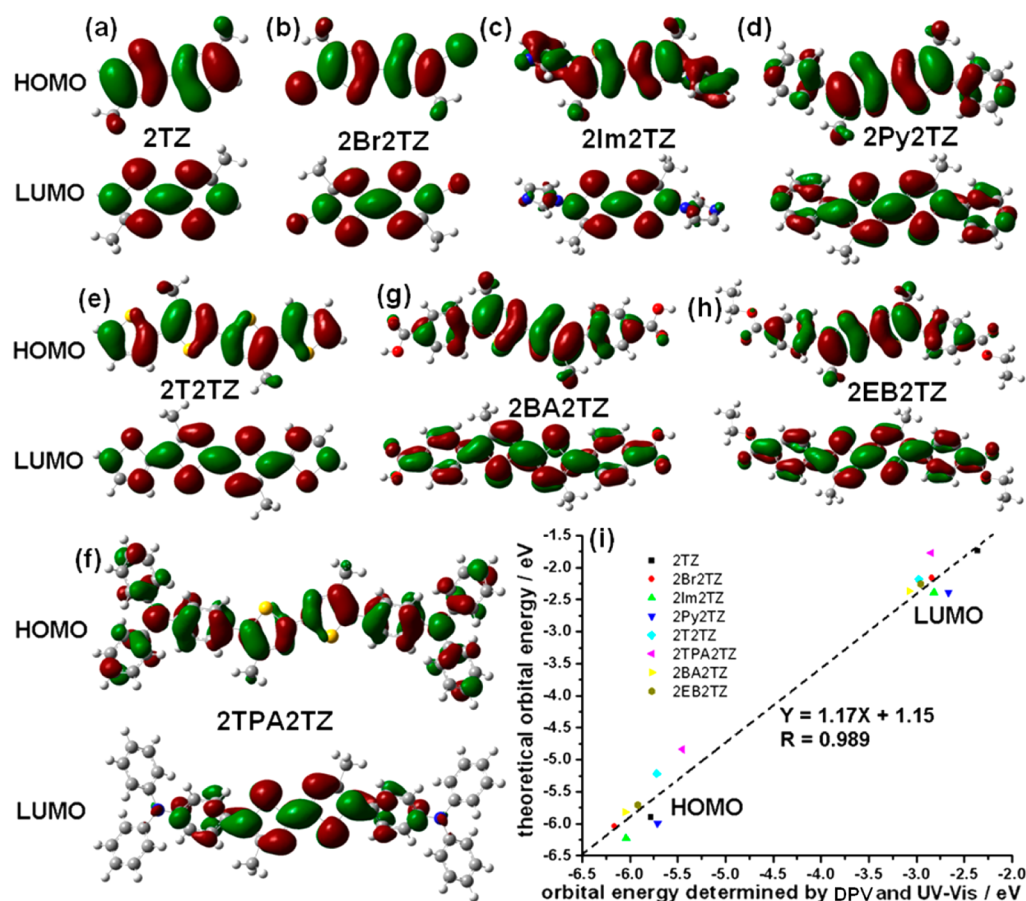 (a) (b) (c) (d)
HOMO
2TZ 2Br2TZ 2Im2TZ 2Py2TZ
LUMO
(e) (g) (h)
HOMO
2T2TZ 2BA2TZ 2EB2TZ
LUMO
(f)
HOMO
2TPA2TZ
LUMO
(i)
theoretical orbital energy / eV
-1.5
-2.0
-2.5
-3.0
-3.5
-4.0
-4.5
-5.0
-5.5
-6.0
-6.5
2TZ
2Br2TZ
2Im2TZ
2Py2TZ
2T2TZ
2TPA2TZ
2BA2TZ
2EB2TZ
LUMO
Y = 1.17X + 1.15
R = 0.989
HOMO
-6.5 -6.0 -5.5 -5.0 -4.5 -4.0 -3.5 -3.0 -2.5 -2.0
orbital energy determined by DPV and UV-Vis / eV